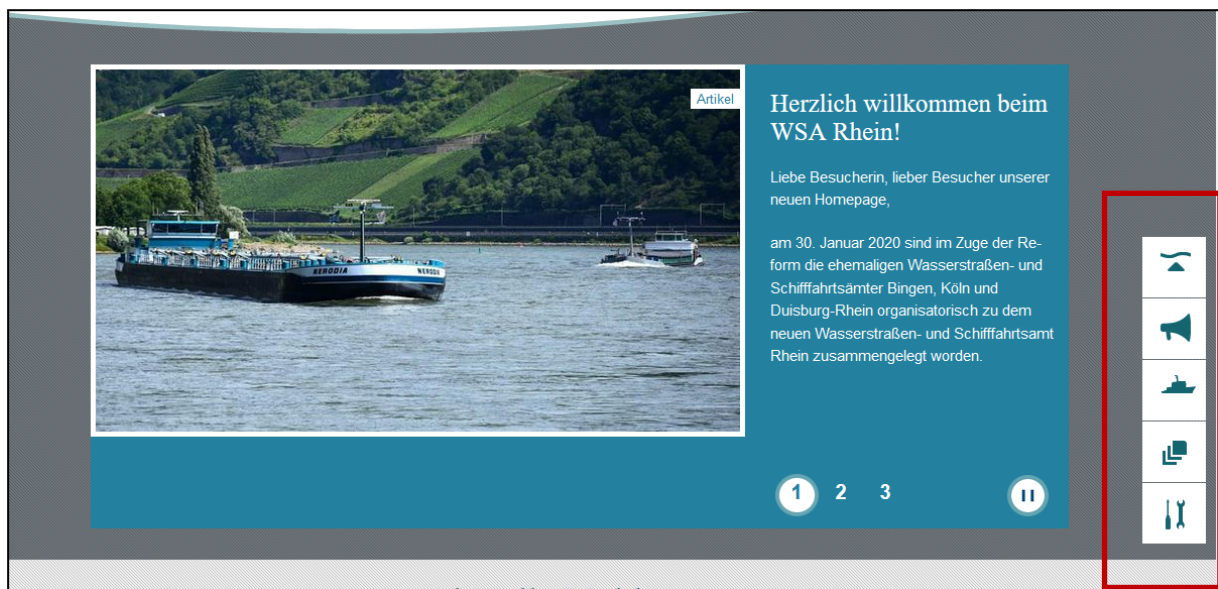 Artikel
Herzlich willkommen beim
WSA Rhein!
Liebe Besucherin, lieber Besucher unserer
neuen Homepage,
am 30. Januar 2020 sind im Zuge der Re-
form die ehemaligen Wasserstraßen- und
Schifffahrtsämter Bingen, Köln und
Duisburg-Rhein organisatorisch zu dem
neuen Wasserstraßen- und Schifffahrtsamt
Rhein zusammengelegt worden.
NERODIA NERODIA
1 2 3